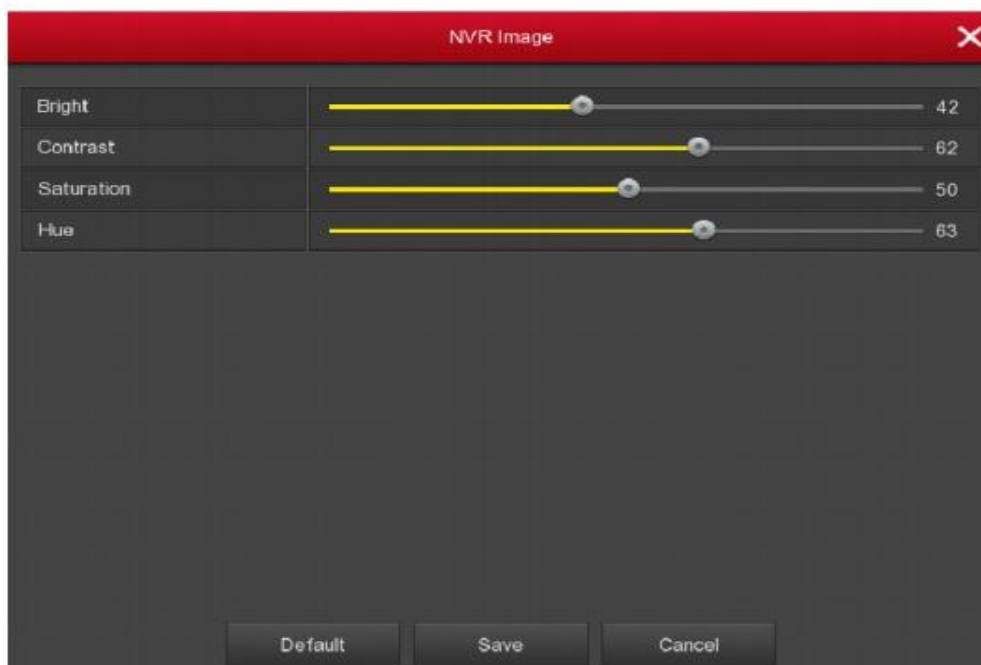 NVR Image
Bright 42
Contrast 62
Saturation 50
Hue 63
Default Save Cancel